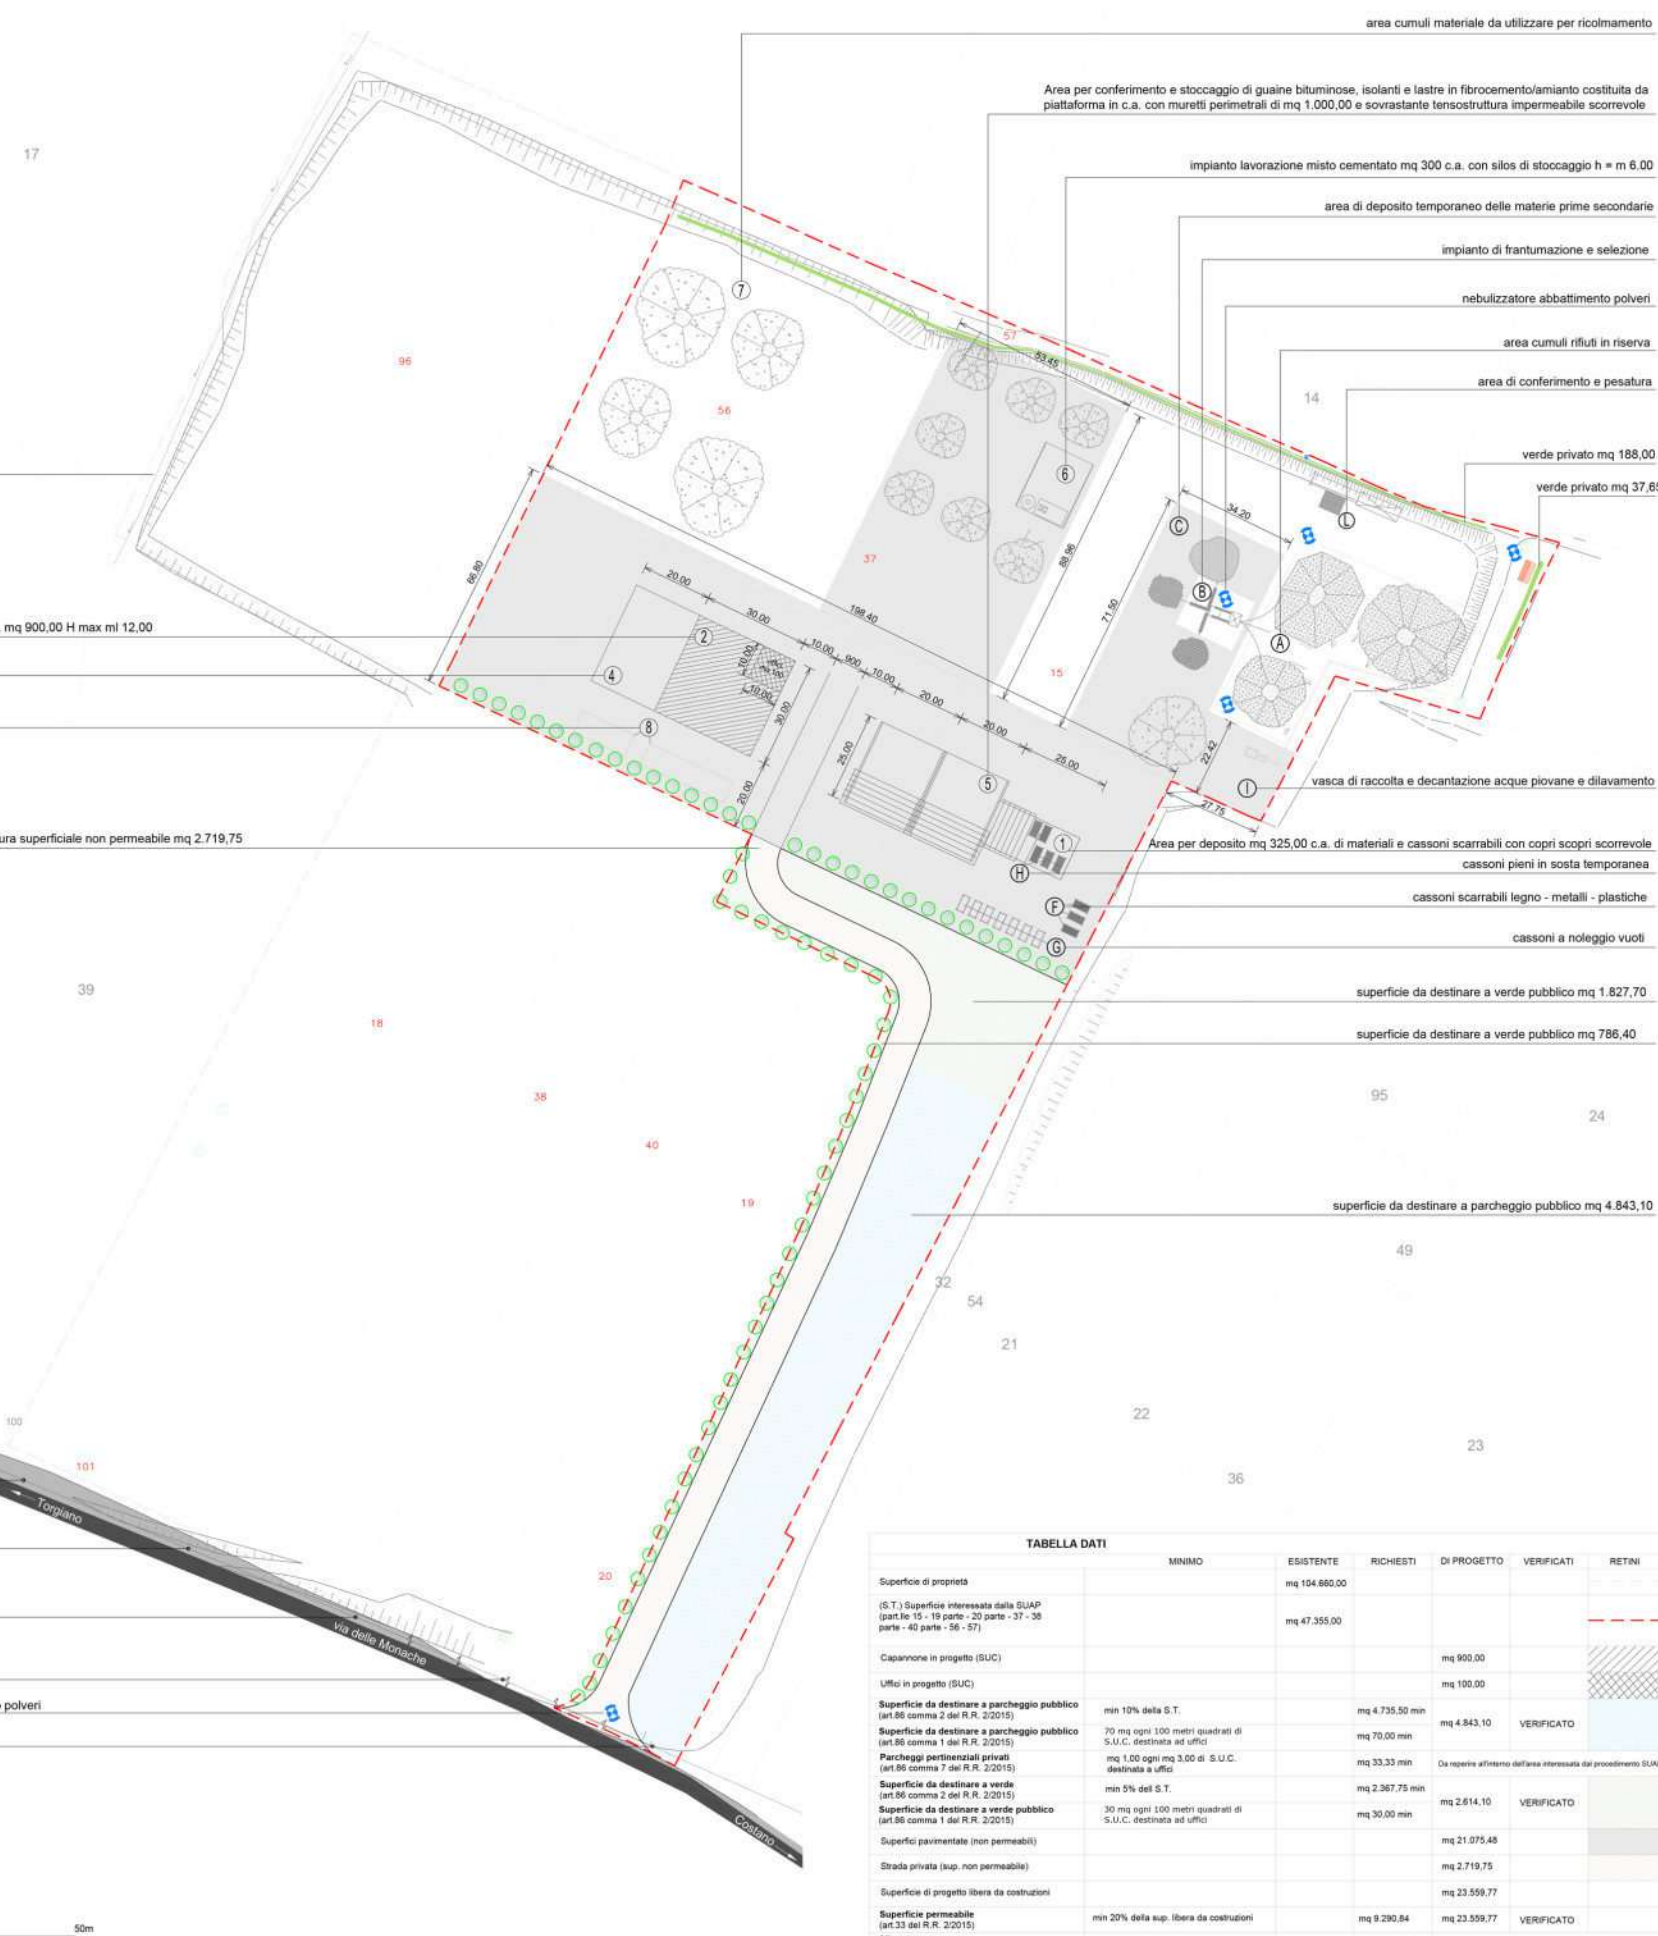 area cumuli materiale da utilizzare per ricolmamento
Area per conferimento e stoccaggio di guaine bituminose, isolanti e lastre in fibrocemento/amianto costituita da
piattaforma in c.a. con muretti perimetrali di mq 1.000,00 e sovrastante tensostruttura impermeabile scorrevole
impianto lavorazione misto cementato mq 300 c.a. con silos di stoccaggio h = m 6.00
area di deposito temporaneo delle materie prime secondarie
impianto di frantumazione e selezione
nebulizzatore abbattimento polveri
area cumuli rifiuti in riserva
area di conferimento e pesatura
verde privato mq 188,00
verde privato mq 37,65
17
96
56
7
57
53.45
14
6
37
88.96
C
34.20
L
B
A
71.50
15
66.80
20.00
30.00
198.40
10.00
900
10.00
20.00
20.00
25.00
2
10.00
10.00
30.00
4
8
20.00
25.00
5
22.42
I
27.75
mq 900,00 H max ml 12,00
vasca di raccolta e decantazione acque piovane e dilavamento
ura superficiale non permeabile mq 2.719,75
1
Area per deposito mq 325,00 c.a. di materiali e cassoni scarrabili con copri scopri scorrevole
H
cassoni pieni in sosta temporanea
F
cassoni scarrabili legno - metalli - plastiche
G
cassoni a noleggio vuoti
39
superficie da destinare a verde pubblico mq 1.827,70
18
superficie da destinare a verde pubblico mq 786,40
38
95
24
40
19
superficie da destinare a parcheggio pubblico mq 4.843,10
49
32
54
21
100
22
23
101
36
Torgiano
20
via delle Monache
polveri
Costano
50m
TABELLA DATI
MINIMO ESISTENTE RICHIESTI DI PROGETTO VERIFICATI RETINI
Superficie di proprietà mq 104.660,00
(S.T.) Superficie interessata dalla SUAP
(part.lle 15 - 19 parte - 20 parte - 37 - 38
parte - 40 parte - 56 - 57) mq 47.355,00
Capannone in progetto (SUC) mq 900,00
Uffici in progetto (SUC) mq 100,00
Superficie da destinare a parcheggio pubblico
(art.86 comma 2 del R.R. 2/2015) min 10% della S.T. mq 4.735,50 min
mq 4.843,10 VERIFICATO
Superficie da destinare a parcheggio pubblico
(art.86 comma 1 del R.R. 2/2015) 70 mq ogni 100 metri quadrati di
S.U.C. destinata ad uffici mq 70,00 min
Parcheggi pertinenziali privati
(art.86 comma 7 del R.R. 2/2015) mq 1,00 ogni mq 3,00 di S.U.C.
destinata a uffici mq 33,33 min Da reperire all'interno dell'area interessata dal procedimento SUAP
Superficie da destinare a verde
(art.86 comma 2 del R.R. 2/2015) min 5% dell S.T. mq 2.367,75 min
mq 2.614,10 VERIFICATO
Superficie da destinare a verde pubblico
(art.86 comma 1 del R.R. 2/2015) 30 mq ogni 100 metri quadrati di
S.U.C. destinata ad uffici mq 30,00 min
Superfici pavimentate (non permeabili) mq 21.075,48
Strada privata (sup. non permeabile) mq 2.719,75
Superficie di progetto libera da costruzioni mq 23.559,77
Superficie permeabile
(art.33 del R.R. 2/2015) min 20% della sup. libera da costruzioni mq 9.290,84 mq 23.559,77 VERIFICATO